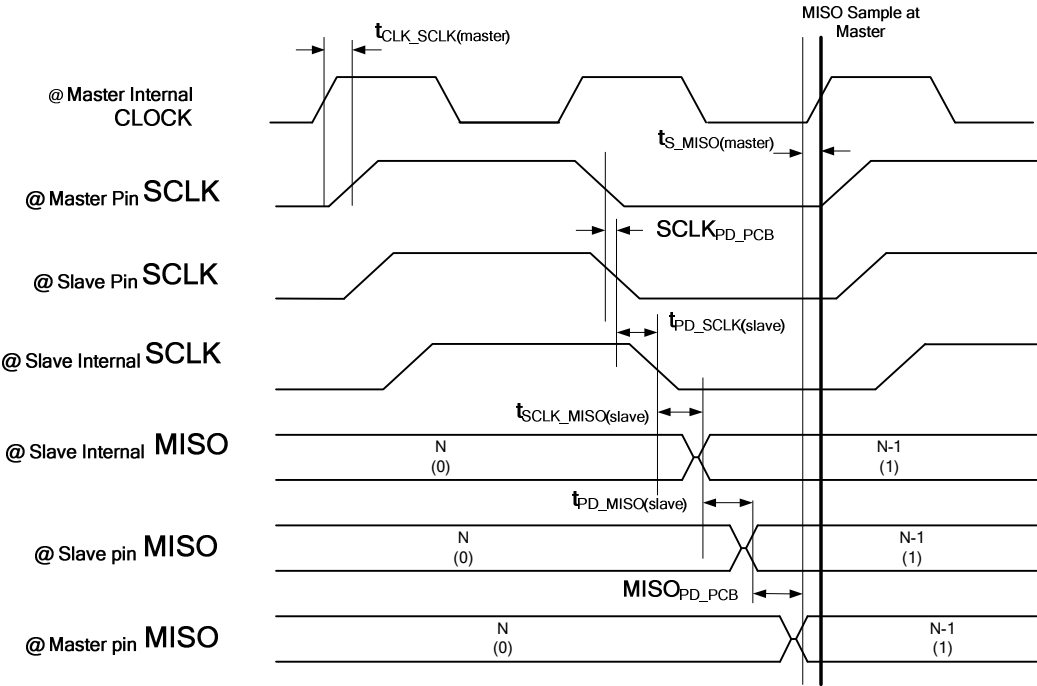 MISO Sample at
Master
tCLK_SCLK(master)
@ Master Internal
CLOCK
tS_MISO(master)
@ Master Pin SCLK
SCLKPD_PCB
@ Slave Pin SCLK
tPD_SCLK(slave)
@ Slave Internal SCLK
tSCLK_MISO(slave)
@ Slave Internal MISO
N
(0)
N-1
(1)
tPD_MISO(slave)
@ Slave pin MISO
N
(0)
N-1
(1)
MISOPD_PCB
@ Master pin MISO
N
(0)
N-1
(1)